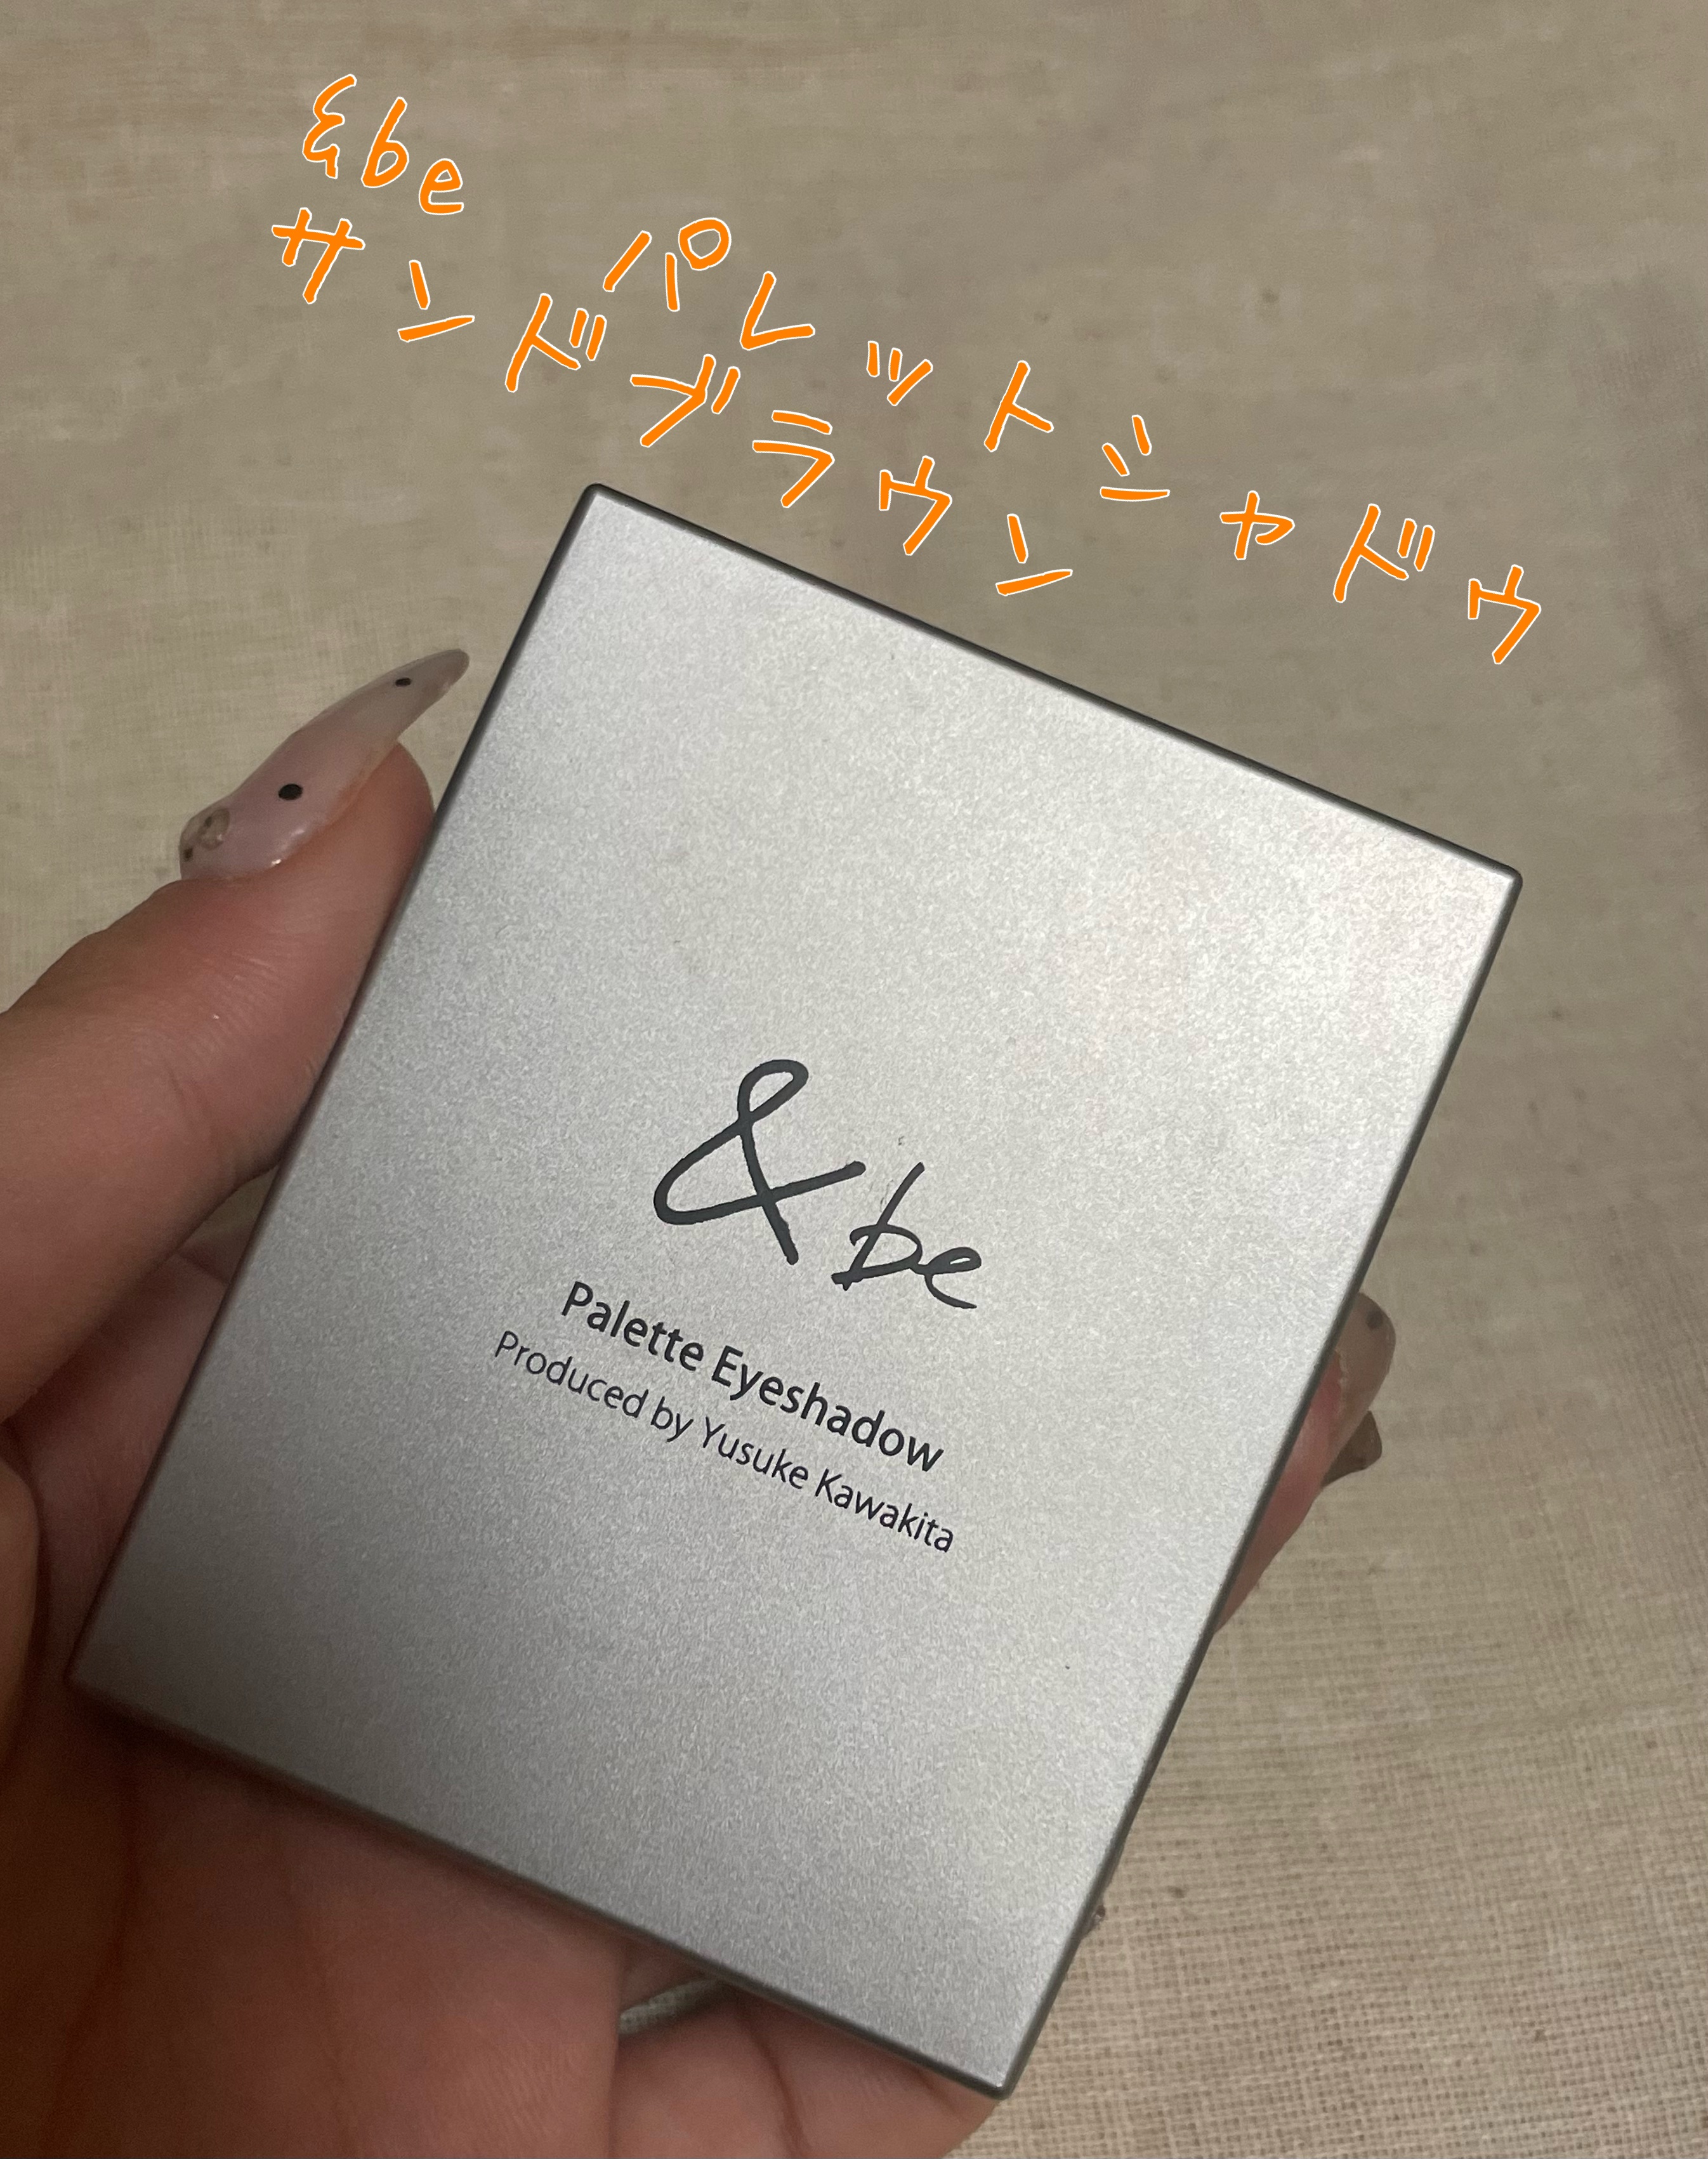 &be
パレットシャドウ
サンドブラウン
&be
Palette Eyeshadow
Produced by Yusuke Kawakita